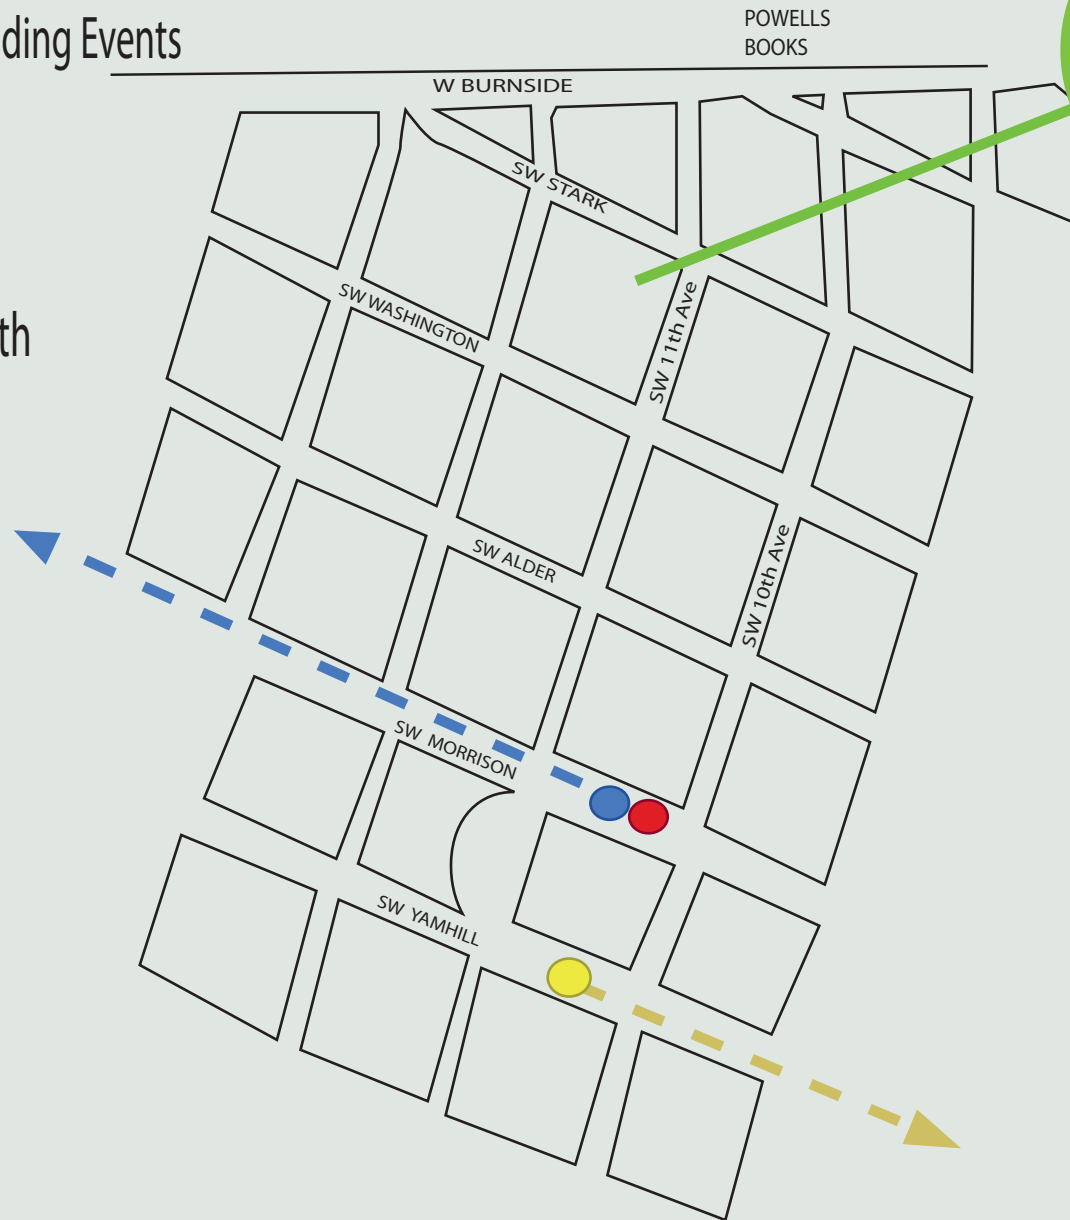 ding Events
POWELLS
BOOKS
W BURNSIDE
SW STARK
SW WASHINGTON
SW 11th Ave
th
SW ALDER
SW 10th Ave
SW MORRISON
SW YAMHILL